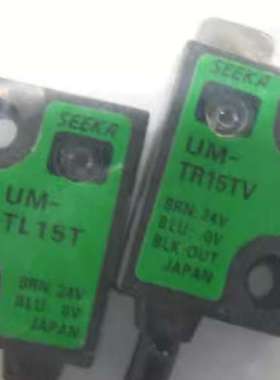 SEEKA
UM-
TL15T
BRN: 24V
BLU: 0V
JAPAN
SEEKA
UM-
TR15TV
BRN: 24V
BLU: 0V
BLK: OUT
JAPAN